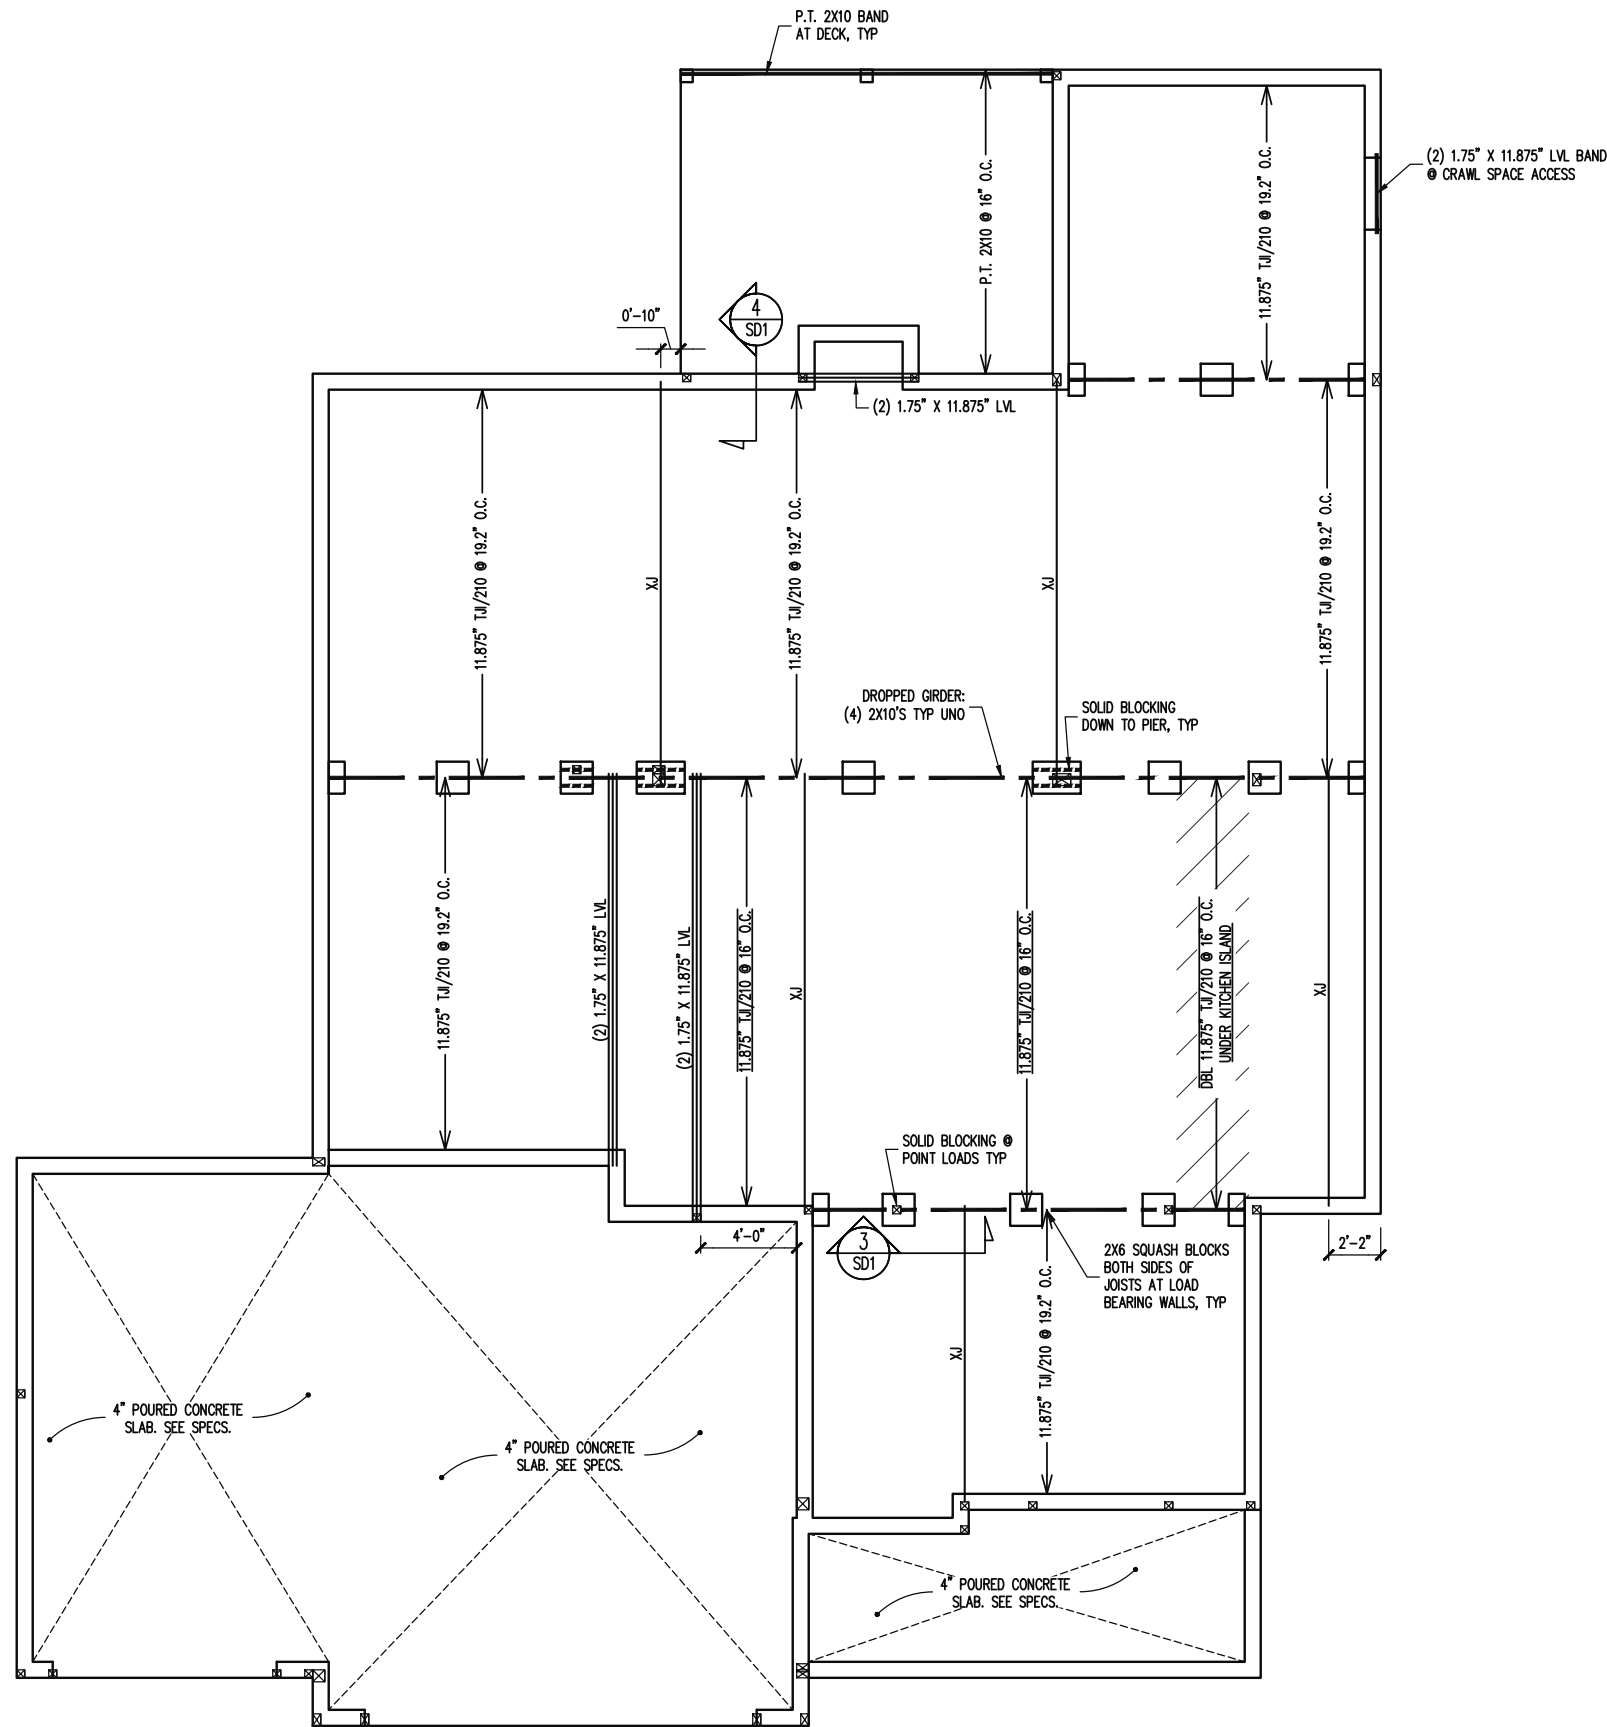 P.T. 2X10 BAND
AT DECK, TYP
(2) 1.75" X 11.875" LVL BAND
@ CRAWL SPACE ACCESS
P.T. 2X10 @ 16" O.C.
11.875" TJI/210 @ 19.2" O.C.
0'-10"
4
SD1
(2) 1.75" X 11.875" LVL
11.875" TJI/210 @ 19.2" O.C.
XJ
11.875" TJI/210 @ 19.2" O.C.
XJ
11.875" TJI/210 @ 19.2" O.C.
DROPPED GIRDER:
(4) 2X10'S TYP UNO
SOLID BLOCKING
DOWN TO PIER, TYP
11.875" TJI/210 @ 19.2" O.C.
(2) 1.75" X 11.875" LVL
(2) 1.75" X 11.875" LVL
11.875" TJI/210 @ 16" O.C.
XJ
11.875" TJI/210 @ 16" O.C.
DBL 11.875" TJI/210 @ 16" O.C.
UNDER KITCHEN ISLAND
XJ
SOLID BLOCKING @
POINT LOADS TYP
4'-0"
3
SD1
2X6 SQUASH BLOCKS
BOTH SIDES OF
JOISTS AT LOAD
BEARING WALLS, TYP
2'-2"
XJ
11.875" TJI/210 @ 19.2" O.C.
4" POURED CONCRETE
SLAB. SEE SPECS.
4" POURED CONCRETE
SLAB. SEE SPECS.
4" POURED CONCRETE
SLAB. SEE SPECS.